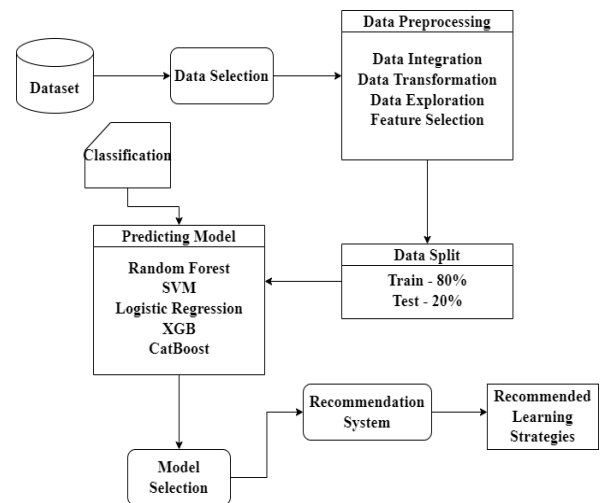 Dataset
Data Selection
Data Preprocessing
Data Integration
Data Transformation
Data Exploration
Feature Selection
Classification
Predicting Model
Random Forest
SVM
Logistic Regression
XGB
CatBoost
Data Split
Train - 80%
Test - 20%
Model
Selection
Recommendation
System
Recommended
Learning
Strategies